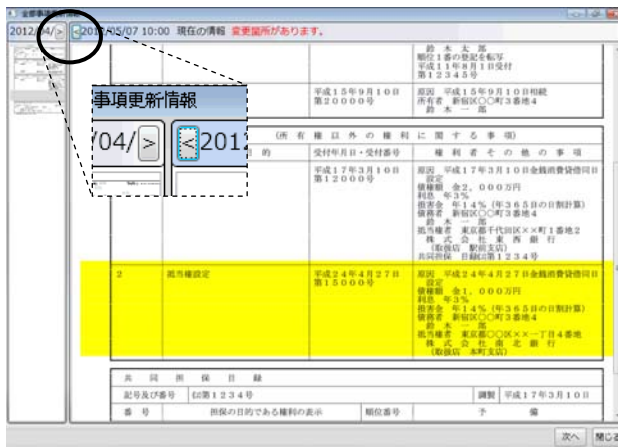 全部事項更新情報
2012/04/ > < 2012/05/07 10:00 現在の情報 変更箇所があります。
鈴木太郎
順位1番の登記を転写
平成11年8月1日受付
第12345号
平成15年9月10日
第20000号
原因 平成15年9月10日相続
所有者 新宿区〇〇町3番地4
鈴木一郎
事項更新情報
/04/ > < 201
(所有権以外の権利に関する事項)
的 受付年月日・受付番号 権利者その他の事項
平成17年3月10日
第12000号
原因 平成17年3月10日金銭消費貸借同日
設定
債権額 金2,000万円
利息 年3%
損害金 年14% (年365日の日割計算)
債務者 新宿区〇〇町3番地4
鈴木一郎
抵当権者 東京都千代田区××町1番地2
株式会社東西銀行
(取扱店 駅前支店)
共同担保 目録㈹第1234号
2 抵当権設定
平成24年4月27日
第15000号
原因 平成24年4月27日金銭消費貸借同日
設定
債権額 金1,000万円
利息 年3%
損害金 年14% (年365日の日割計算)
債務者 新宿区〇〇町3番地4
鈴木一郎
抵当権者 東京都〇〇区××一丁目4番地
株式会社南北銀行
(取扱店 本町支店)
共同担保目録
記号及び番号 第1234号 調製 平成17年3月10日
番号 担保の目的である権利の表示 順位番号 予備
次へ 閉じる